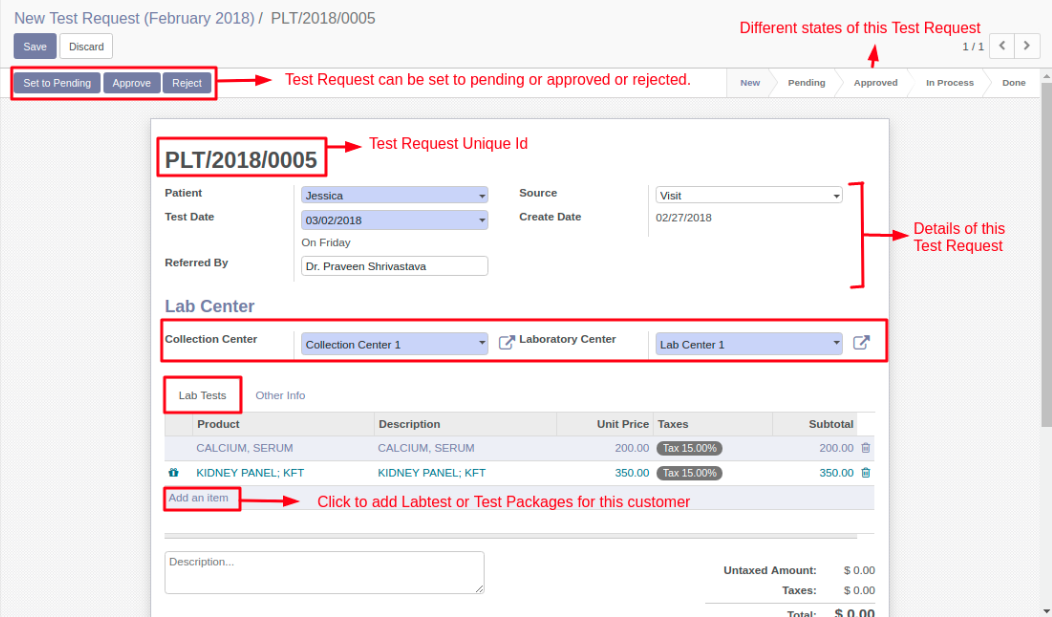 New Test Request (February 2018) / PLT/2018/0005
Different states of this Test Request
Save Discard
1 / 1
Set to Pending Approve Reject
Test Request can be set to pending or approved or rejected.
New Pending Approved In Process Done
PLT/2018/0005
Test Request Unique Id
Patient Jessica Source Visit
Test Date 03/02/2018 Create Date 02/27/2018
On Friday
Details of this
Test Request
Referred By Dr. Praveen Shrivastava
Lab Center
Collection Center Collection Center 1 Laboratory Center Lab Center 1
Lab Tests Other Info
Product Description Unit Price Taxes Subtotal
CALCIUM, SERUM CALCIUM, SERUM 200.00 Tax 15.00% 200.00
KIDNEY PANEL; KFT KIDNEY PANEL; KFT 350.00 Tax 15.00% 350.00
Add an item
Click to add Labtest or Test Packages for this customer
Description...
Untaxed Amount: $ 0.00
Taxes: $ 0.00
Total: $ 0.00